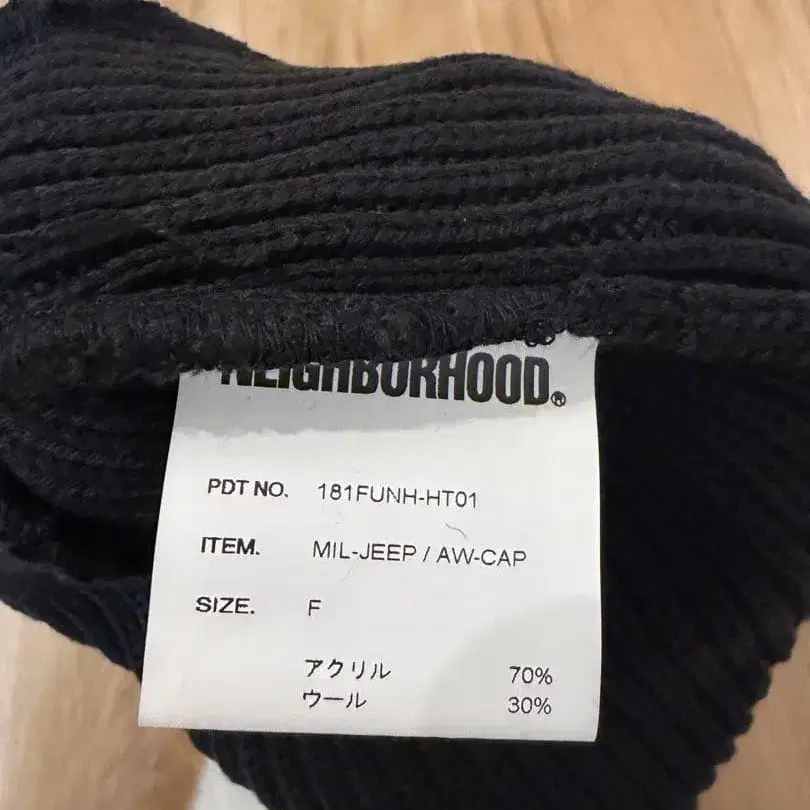 NEIGHBORHOOD®
PDT NO. 181FUNH-HT01
ITEM. MIL-JEEP / AW-CAP
SIZE. F
アクリル 70%
ウール 30%